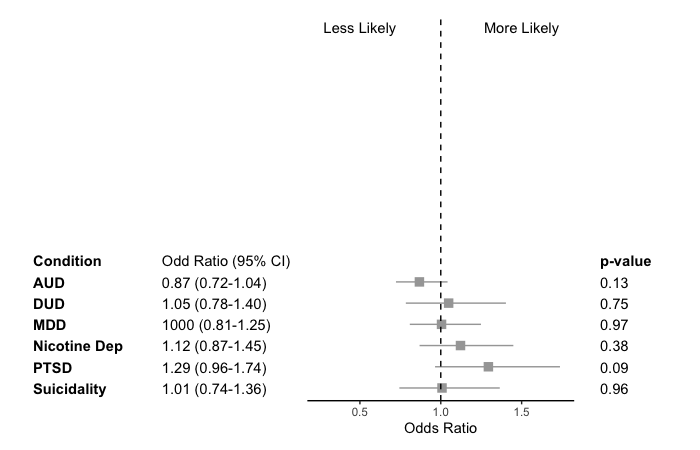 Less Likely More Likely
Condition Odd Ratio (95% CI) p-value
AUD 0.87 (0.72-1.04) 0.13
DUD 1.05 (0.78-1.40) 0.75
MDD 1000 (0.81-1.25) 0.97
Nicotine Dep 1.12 (0.87-1.45) 0.38
PTSD 1.29 (0.96-1.74) 0.09
Suicidality 1.01 (0.74-1.36) 0.96
0.5 1.0 1.5
Odds Ratio